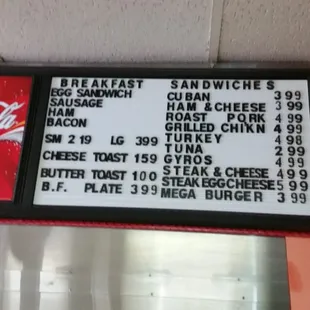 BREAKFAST
EGG SANDWICH
SAUSAGE
HAM
BACON
SM 2 19 LG 3 99
CHEESE TOAST 1 59
BUTTER TOAST 1 00
B.F. PLATE 3 99
SANDWICHES
CUBAN 3 99
HAM & CHEESE 3 99
ROAST PORK 4 99
GRILLED CHIKN 4 99
TURKEY 4 98
TUNA 2 99
GYROS 4 99
STEAK & CHEESE 4 99
STEAK EGG CHEESE 5 99
MEGA BURGER 3 99